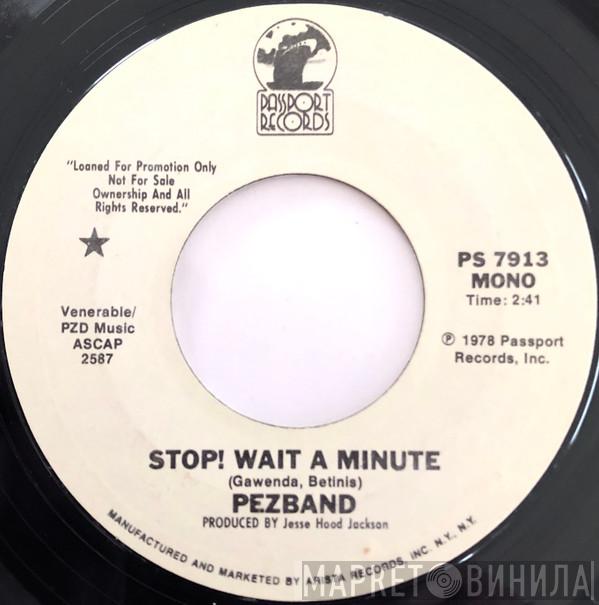 PASSPORT
RECORDS
"Loaned For Promotion Only
Not For Sale
Ownership And All
Rights Reserved."
PS 7913
MONO
Time: 2:41
Venerable/
PZD Music
ASCAP
2587
℗ 1978 Passport
Records, Inc.
STOP! WAIT A MINUTE
(Gawenda, Betinis)
PEZBAND
PRODUCED BY Jesse Hood Jackson
MANUFACTURED AND MARKETED BY ARISTA RECORDS, INC. N.Y., N.Y.
МАРКЕТ ВИНИЛА